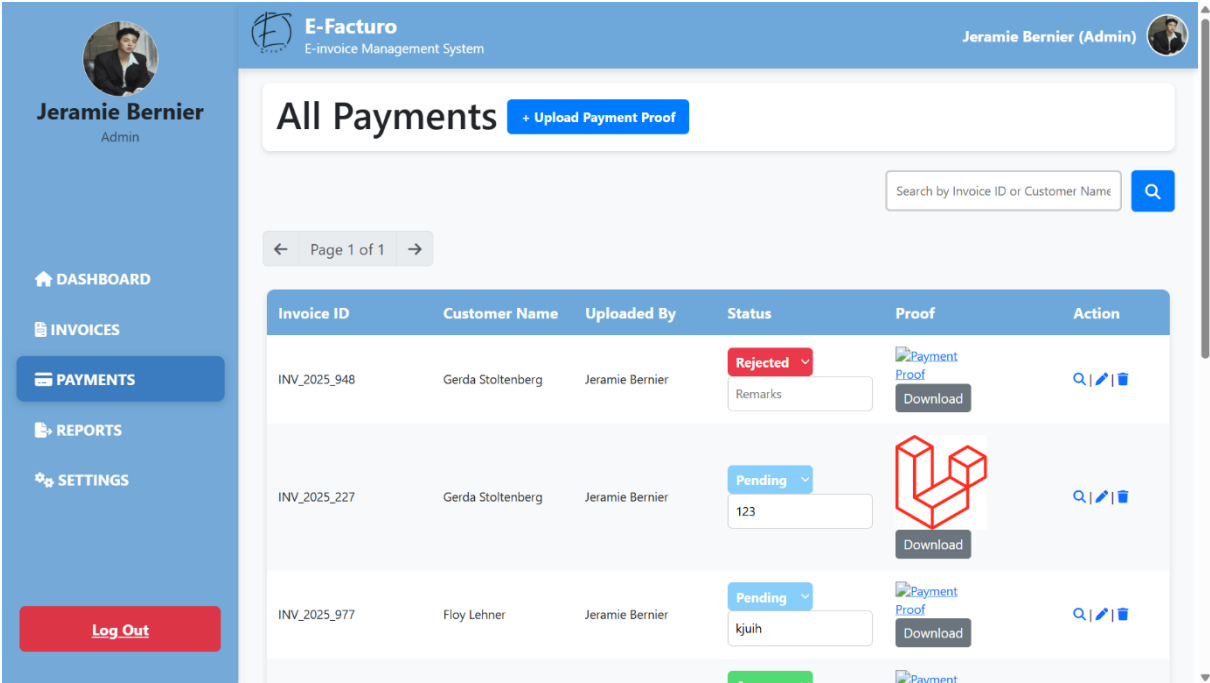 Jeramie Bernier
Admin
DASHBOARD
INVOICES
PAYMENTS
REPORTS
SETTINGS
Log Out
E-Facturo
E-invoice Management System
Jeramie Bernier (Admin)
All Payments
+ Upload Payment Proof
Search by Invoice ID or Customer Name
Page 1 of 1
Invoice ID Customer Name Uploaded By Status Proof Action
INV_2025_948 Gerda Stoltenberg Jeramie Bernier Rejected
Remarks
Payment
Proof
Download
INV_2025_227 Gerda Stoltenberg Jeramie Bernier Pending
123
Download
INV_2025_977 Floy Lehner Jeramie Bernier Pending
kjuih
Payment
Proof
Download
Payment